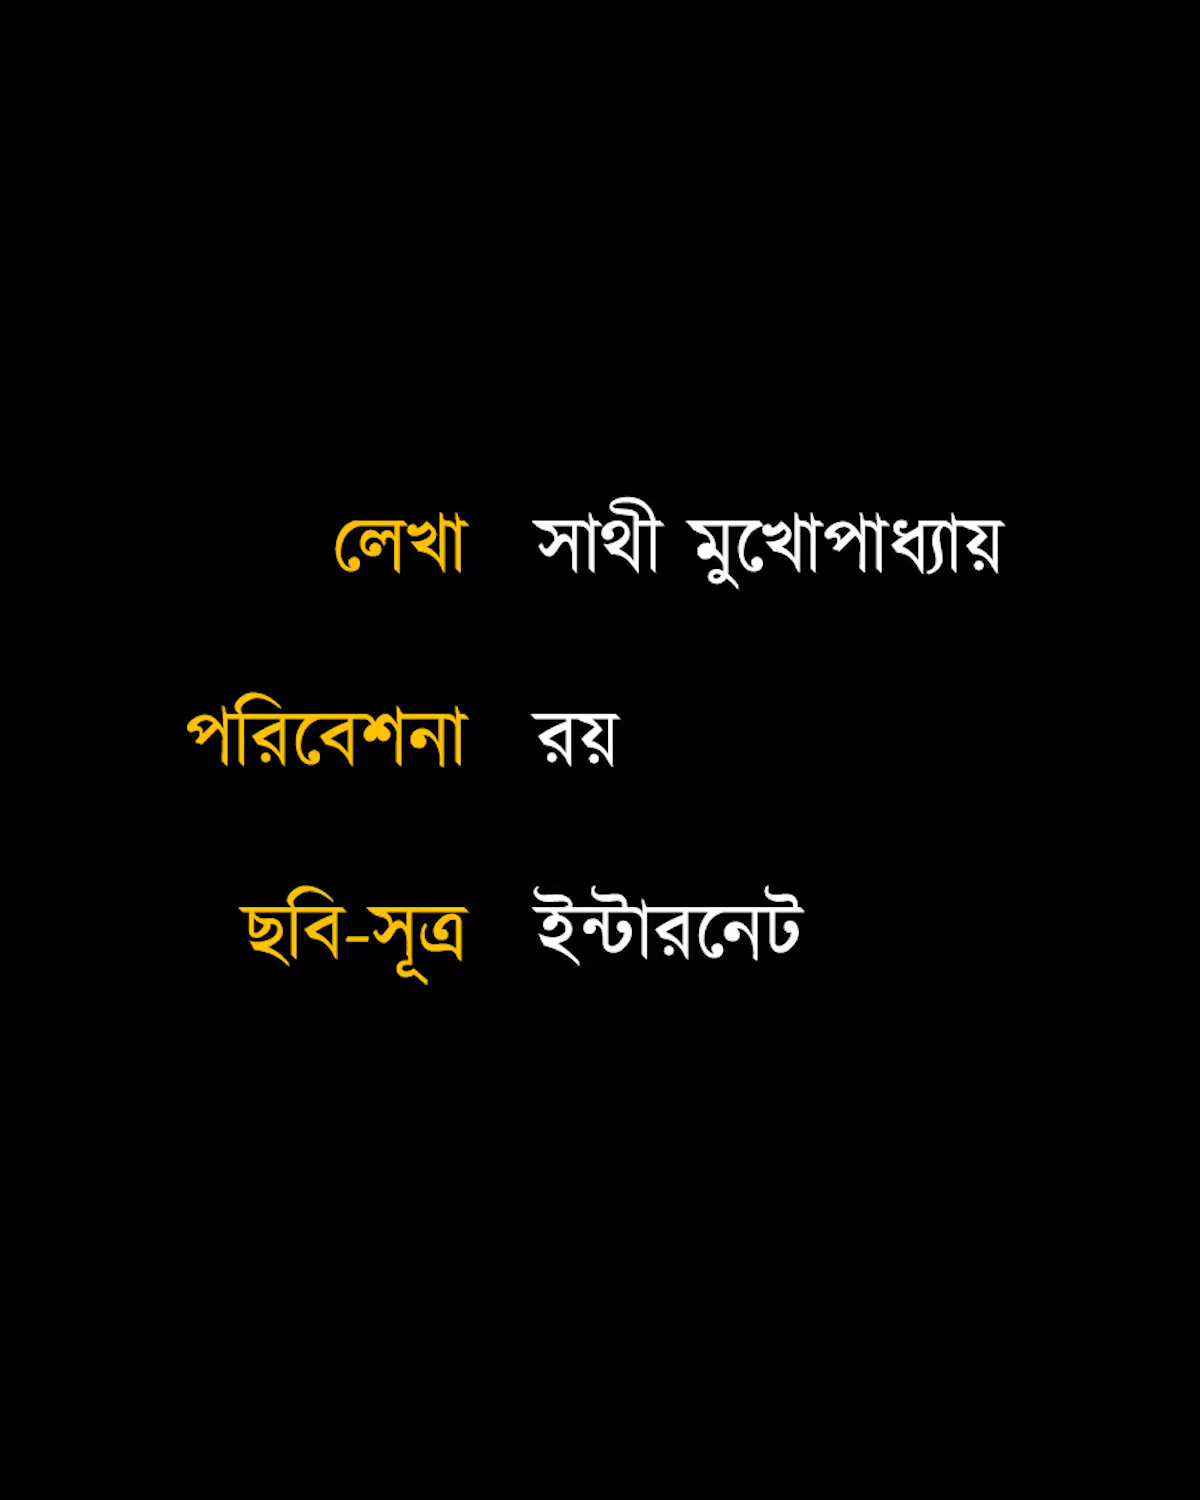 লেখা সাথী মুখোপাধ্যায়
পরিবেশনা রয়
ছবি-সূত্র ইন্টারনেট